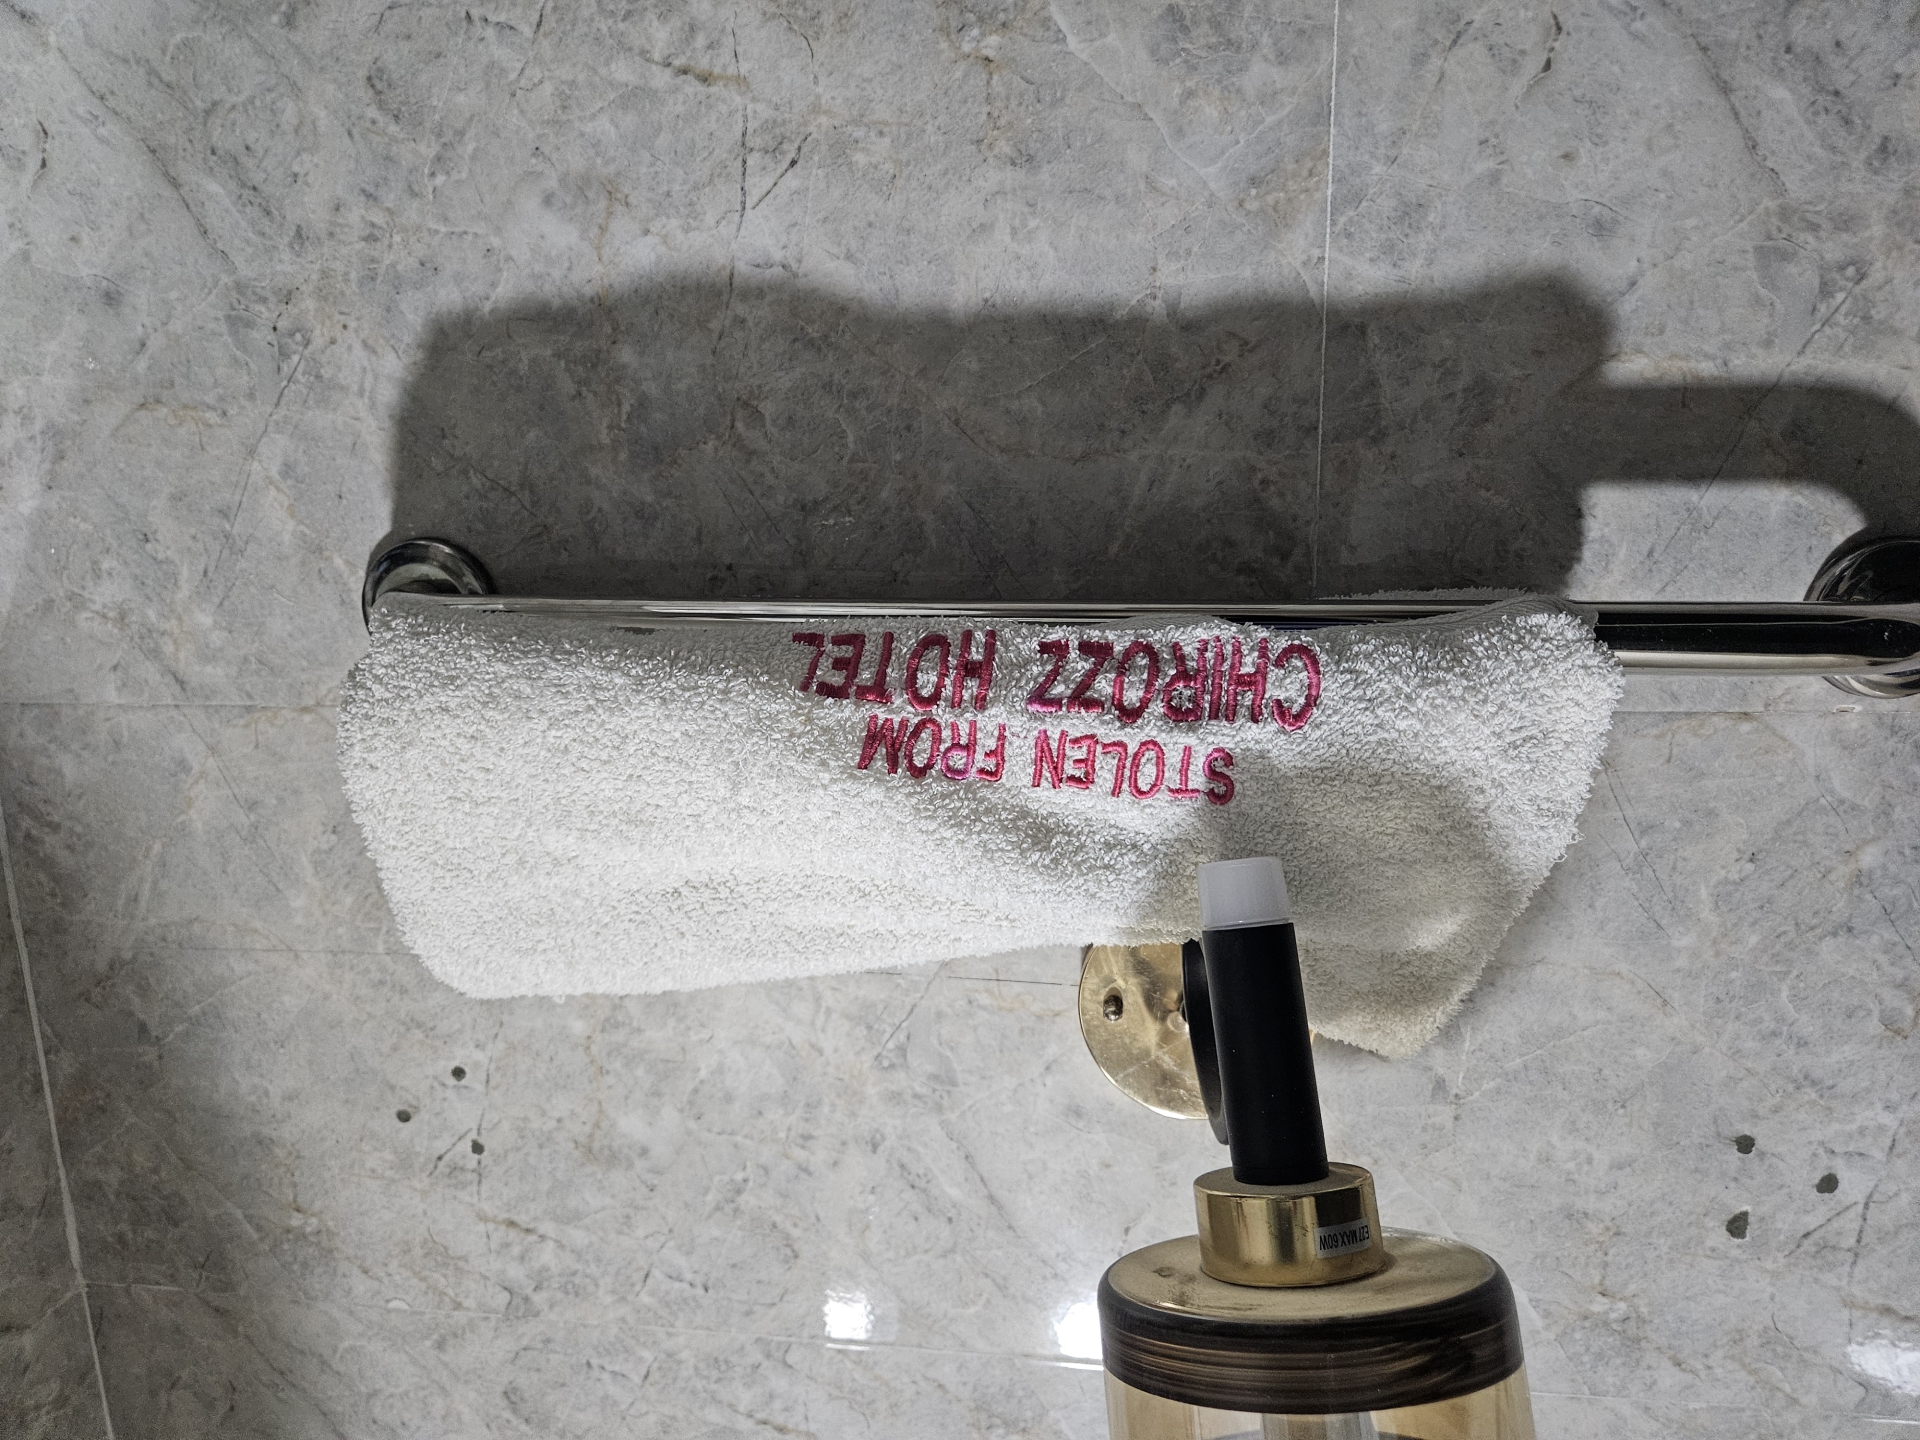 STOLEN FROM
CHIROZZ HOTEL
E27 MAX 60W